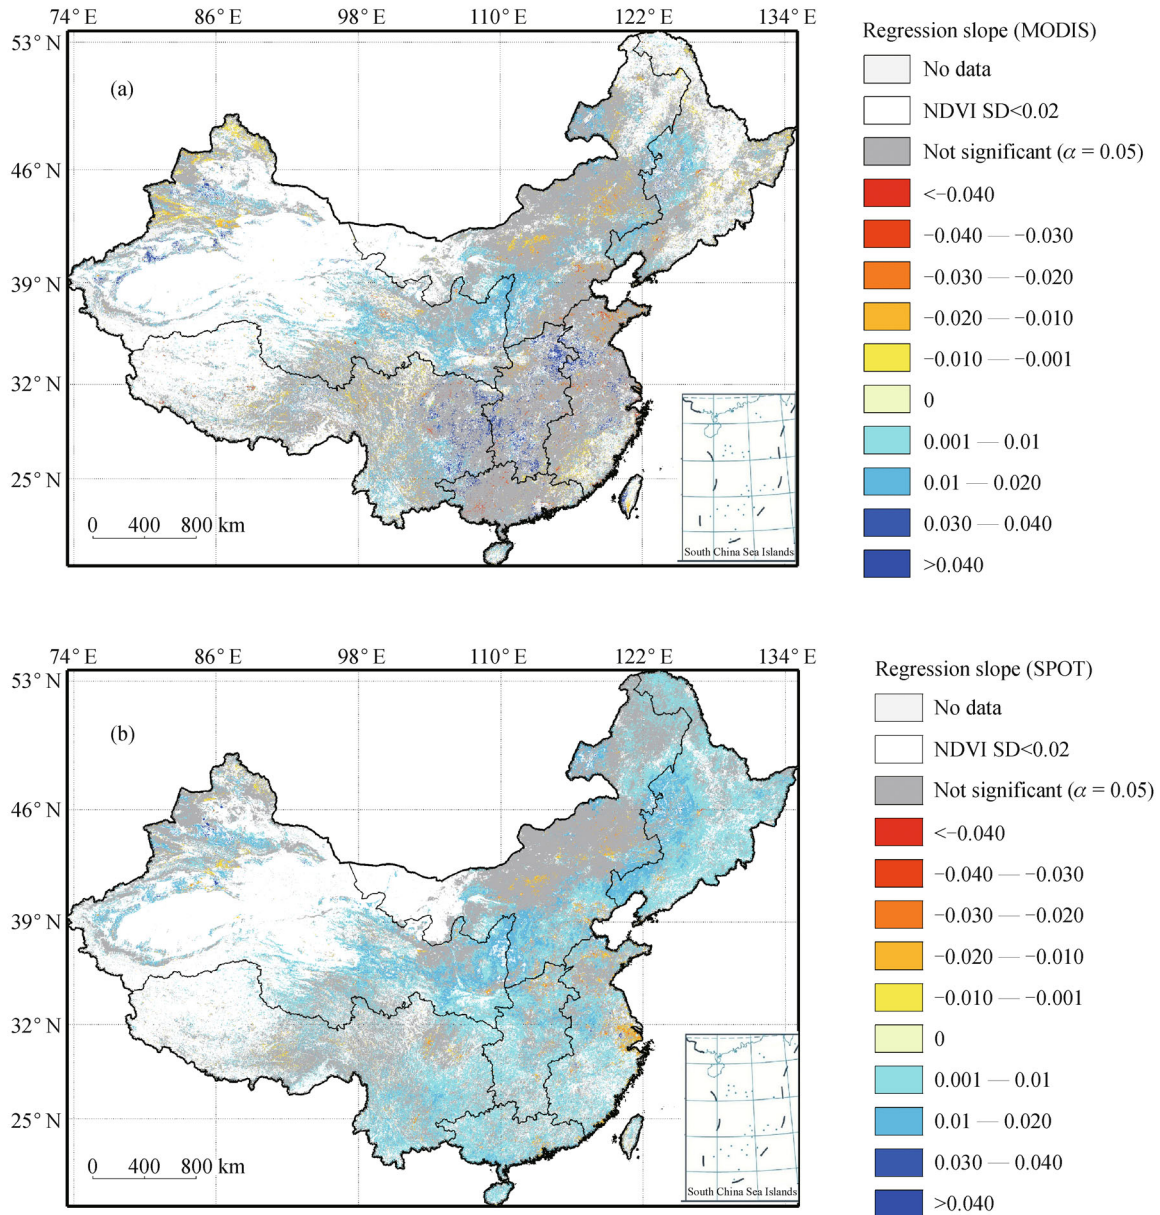 74° E 86° E 98° E 110° E 122° E 134° E
53° N
46° N
39° N
32° N
25° N
(a)
0 400 800 km
South China Sea Islands
Regression slope (MODIS)
No data
NDVI SD<0.02
Not significant (α = 0.05)
<−0.040
−0.040 — −0.030
−0.030 — −0.020
−0.020 — −0.010
−0.010 — −0.001
0
0.001 — 0.01
0.01 — 0.020
0.030 — 0.040
>0.040
74° E 86° E 98° E 110° E 122° E 134° E
53° N
46° N
39° N
32° N
25° N
(b)
0 400 800 km
South China Sea Islands
Regression slope (SPOT)
No data
NDVI SD<0.02
Not significant (α = 0.05)
<−0.040
−0.040 — −0.030
−0.030 — −0.020
−0.020 — −0.010
−0.010 — −0.001
0
0.001 — 0.01
0.01 — 0.020
0.030 — 0.040
>0.040